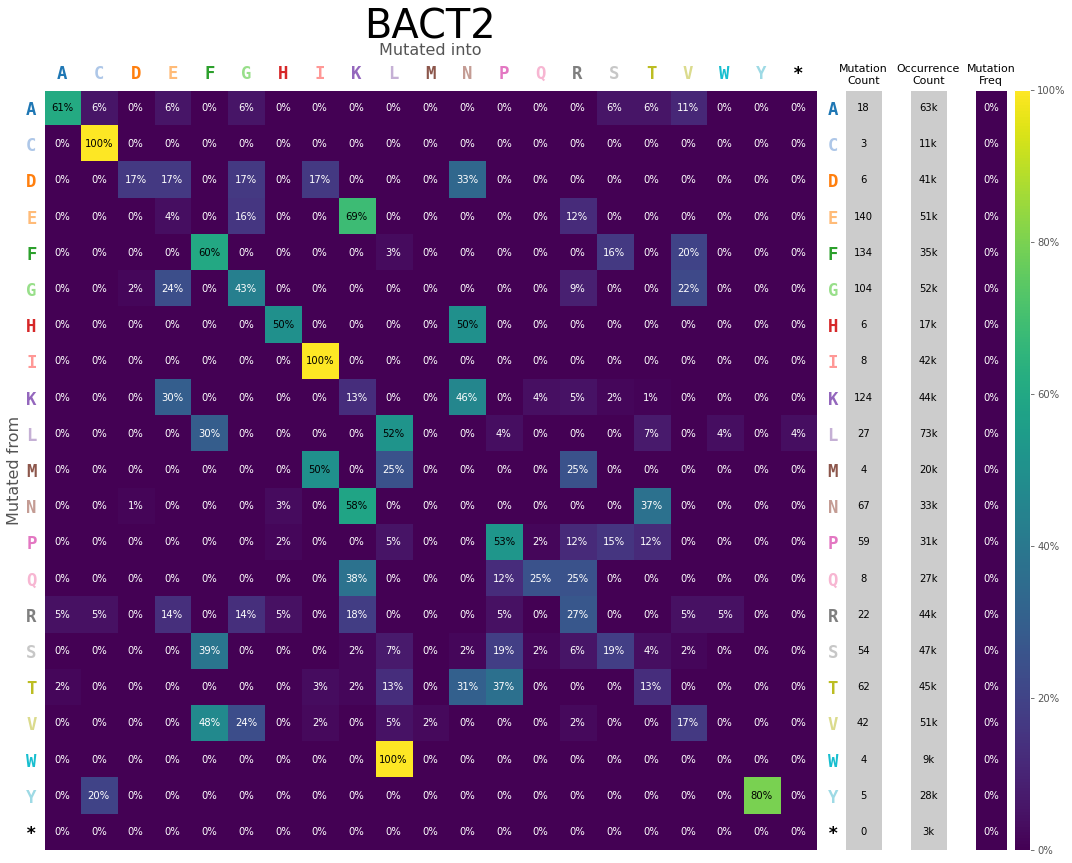 BACT2
Mutated into
A C D E F G H I K L M N P Q R S T V W Y *
Mutation Count Occurrence Count Mutation Freq
A 61% 6% 0% 6% 0% 6% 0% 0% 0% 0% 0% 0% 0% 0% 0% 6% 6% 11% 0% 0% 0% A 18 63k 0%
C 0% 100% 0% 0% 0% 0% 0% 0% 0% 0% 0% 0% 0% 0% 0% 0% 0% 0% 0% 0% 0% C 3 11k 0%
D 0% 0% 17% 17% 0% 17% 0% 17% 0% 0% 0% 33% 0% 0% 0% 0% 0% 0% 0% 0% 0% D 6 41k 0%
E 0% 0% 0% 4% 0% 16% 0% 0% 69% 0% 0% 0% 0% 0% 12% 0% 0% 0% 0% 0% 0% E 140 51k 0%
F 0% 0% 0% 0% 60% 0% 0% 0% 0% 3% 0% 0% 0% 0% 0% 16% 0% 20% 0% 0% 0% F 134 35k 0%
G 0% 0% 2% 24% 0% 43% 0% 0% 0% 0% 0% 0% 0% 0% 9% 0% 0% 22% 0% 0% 0% G 104 52k 0%
H 0% 0% 0% 0% 0% 0% 50% 0% 0% 0% 0% 50% 0% 0% 0% 0% 0% 0% 0% 0% 0% H 6 17k 0%
I 0% 0% 0% 0% 0% 0% 0% 100% 0% 0% 0% 0% 0% 0% 0% 0% 0% 0% 0% 0% 0% I 8 42k 0%
K 0% 0% 0% 30% 0% 0% 0% 0% 13% 0% 0% 46% 0% 4% 5% 2% 1% 0% 0% 0% 0% K 124 44k 0%
L 0% 0% 0% 0% 30% 0% 0% 0% 0% 52% 0% 0% 4% 0% 0% 0% 7% 0% 4% 0% 4% L 27 73k 0%
M 0% 0% 0% 0% 0% 0% 0% 50% 0% 25% 0% 0% 0% 0% 25% 0% 0% 0% 0% 0% 0% M 4 20k 0%
N 0% 0% 1% 0% 0% 0% 3% 0% 58% 0% 0% 0% 0% 0% 0% 0% 37% 0% 0% 0% 0% N 67 33k 0%
P 0% 0% 0% 0% 0% 0% 2% 0% 0% 5% 0% 0% 53% 2% 12% 15% 12% 0% 0% 0% 0% P 59 31k 0%
Q 0% 0% 0% 0% 0% 0% 0% 0% 38% 0% 0% 0% 12% 25% 25% 0% 0% 0% 0% 0% 0% Q 8 27k 0%
R 5% 5% 0% 14% 0% 14% 5% 0% 18% 0% 0% 0% 5% 0% 27% 0% 0% 5% 5% 0% 0% R 22 44k 0%
S 0% 0% 0% 0% 39% 0% 0% 0% 2% 7% 0% 2% 19% 2% 6% 19% 4% 2% 0% 0% 0% S 54 47k 0%
T 2% 0% 0% 0% 0% 0% 0% 3% 2% 13% 0% 31% 37% 0% 0% 0% 13% 0% 0% 0% 0% T 62 45k 0%
V 0% 0% 0% 0% 48% 24% 0% 2% 0% 5% 2% 0% 0% 0% 2% 0% 0% 17% 0% 0% 0% V 42 51k 0%
W 0% 0% 0% 0% 0% 0% 0% 0% 0% 100% 0% 0% 0% 0% 0% 0% 0% 0% 0% 0% 0% W 4 9k 0%
Y 0% 20% 0% 0% 0% 0% 0% 0% 0% 0% 0% 0% 0% 0% 0% 0% 0% 0% 0% 80% 0% Y 5 28k 0%
* 0% 0% 0% 0% 0% 0% 0% 0% 0% 0% 0% 0% 0% 0% 0% 0% 0% 0% 0% 0% 0% * 0 3k 0%
Mutated from
100%
80%
60%
40%
20%
0%